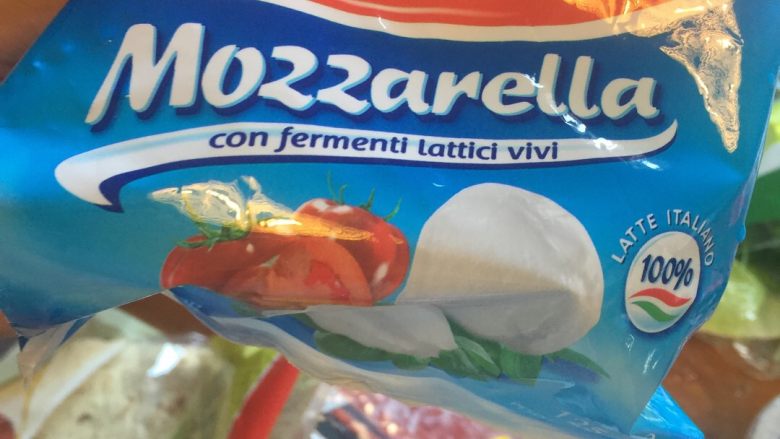 Mozzarella
con fermenti lattici vivi
LATTE ITALIANO
100%